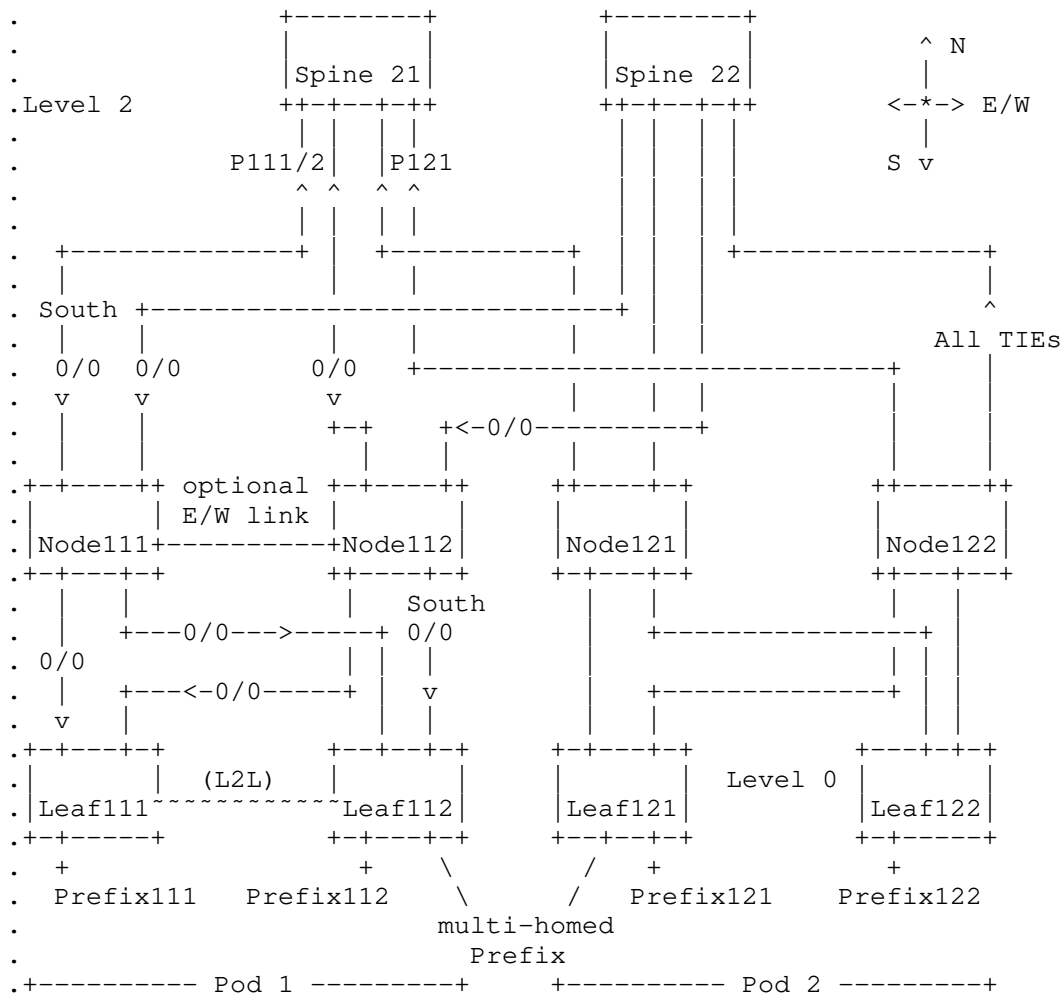 Spine 21 Spine 22 ^ N
Level 2 <-*-> E/W
P111/2 P121 S v
^ ^ ^ ^
South ^
All TIEs
0/0 0/0 0/0
v v v
<-0/0
optional
E/W link
Node111 Node112 Node121 Node122
South
0/0---> 0/0
0/0
<-0/0 v
v
(L2L) Level 0
Leaf111~~~~~~~~~~~~Leaf112 Leaf121 Leaf122
Prefix111 Prefix112 Prefix121 Prefix122
multi-homed
Prefix
Pod 1 Pod 2